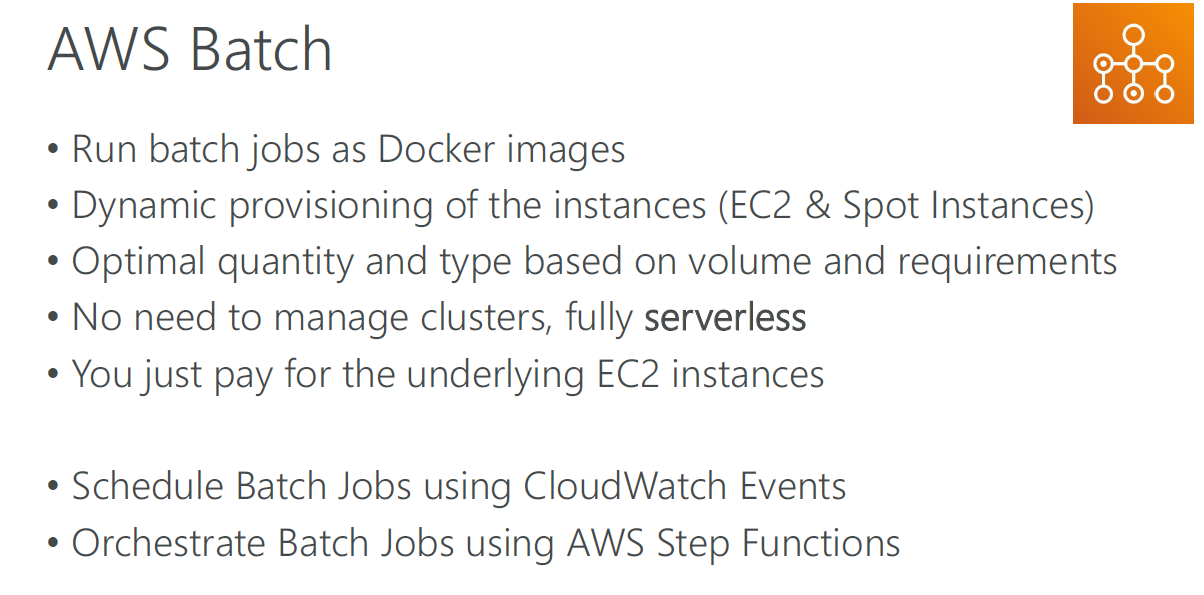 AWS Batch
• Run batch jobs as Docker images
• Dynamic provisioning of the instances (EC2 & Spot Instances)
• Optimal quantity and type based on volume and requirements
• No need to manage clusters, fully serverless
• You just pay for the underlying EC2 instances
• Schedule Batch Jobs using CloudWatch Events
• Orchestrate Batch Jobs using AWS Step Functions